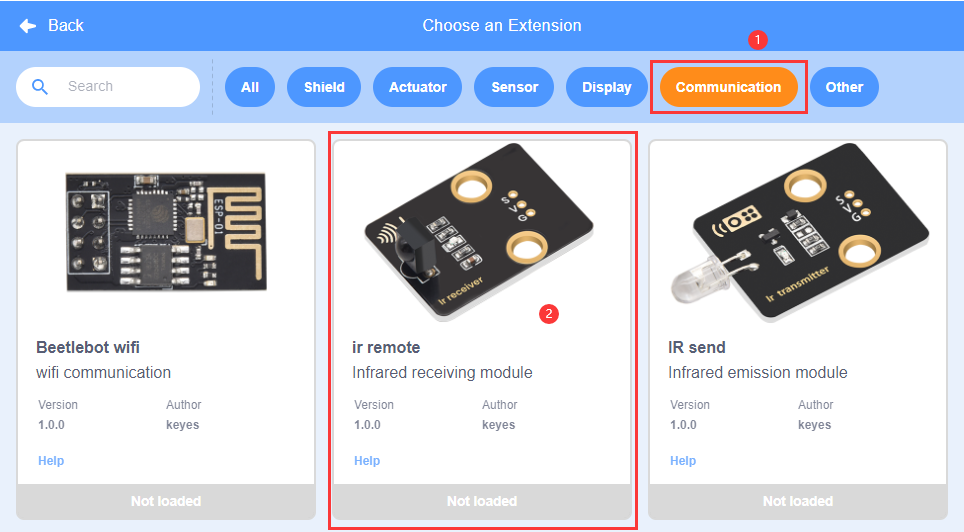 Back
Choose an Extension
1
Search
All
Shield
Actuator
Sensor
Display
Communication
Other
ESP-01
Beetlebot wifi
wifi communication
Version
Author
1.0.0
keyes
Help
Not loaded
S
V
G
Ir receiver
2
ir remote
Infrared receiving module
Version
Author
1.0.0
keyes
Help
Not loaded
S
V
G
Ir transmitter
IR send
Infrared emission module
Version
Author
1.0.0
keyes
Help
Not loaded